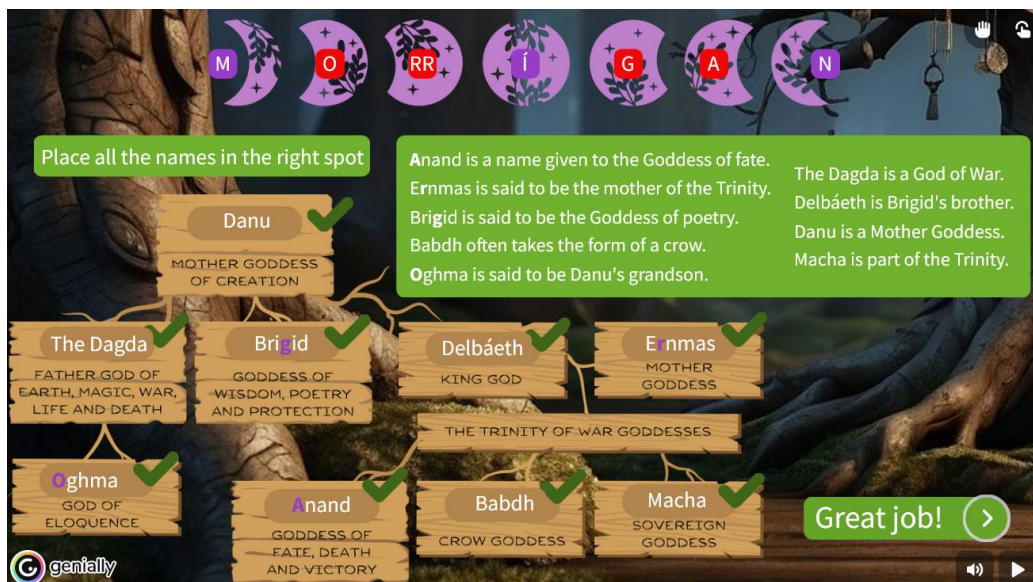 M O RR Í G A N
Place all the names in the right spot
Anand is a name given to the Goddess of fate.
Ernmas is said to be the mother of the Trinity.
Brigid is said to be the Goddess of poetry.
Babdh often takes the form of a crow.
Oghma is said to be Danu's grandson.
The Dagda is a God of War.
Delbáeth is Brigid's brother.
Danu is a Mother Goddess.
Macha is part of the Trinity.
Danu
MOTHER GODDESS
OF CREATION
The Dagda
FATHER GOD OF
EARTH, MAGIC, WAR,
LIFE AND DEATH
Brigid
GODDESS OF
WISDOM, POETRY
AND PROTECTION
Delbáeth
KING GOD
Ernmas
MOTHER
GODDESS
THE TRINITY OF WAR GODDESSES
Oghma
GOD OF
ELOQUENCE
Anand
GODDESS OF
FATE, DEATH
AND VICTORY
Babdh
CROW GODDESS
Macha
SOVEREIGN
GODDESS
Great job!
genially